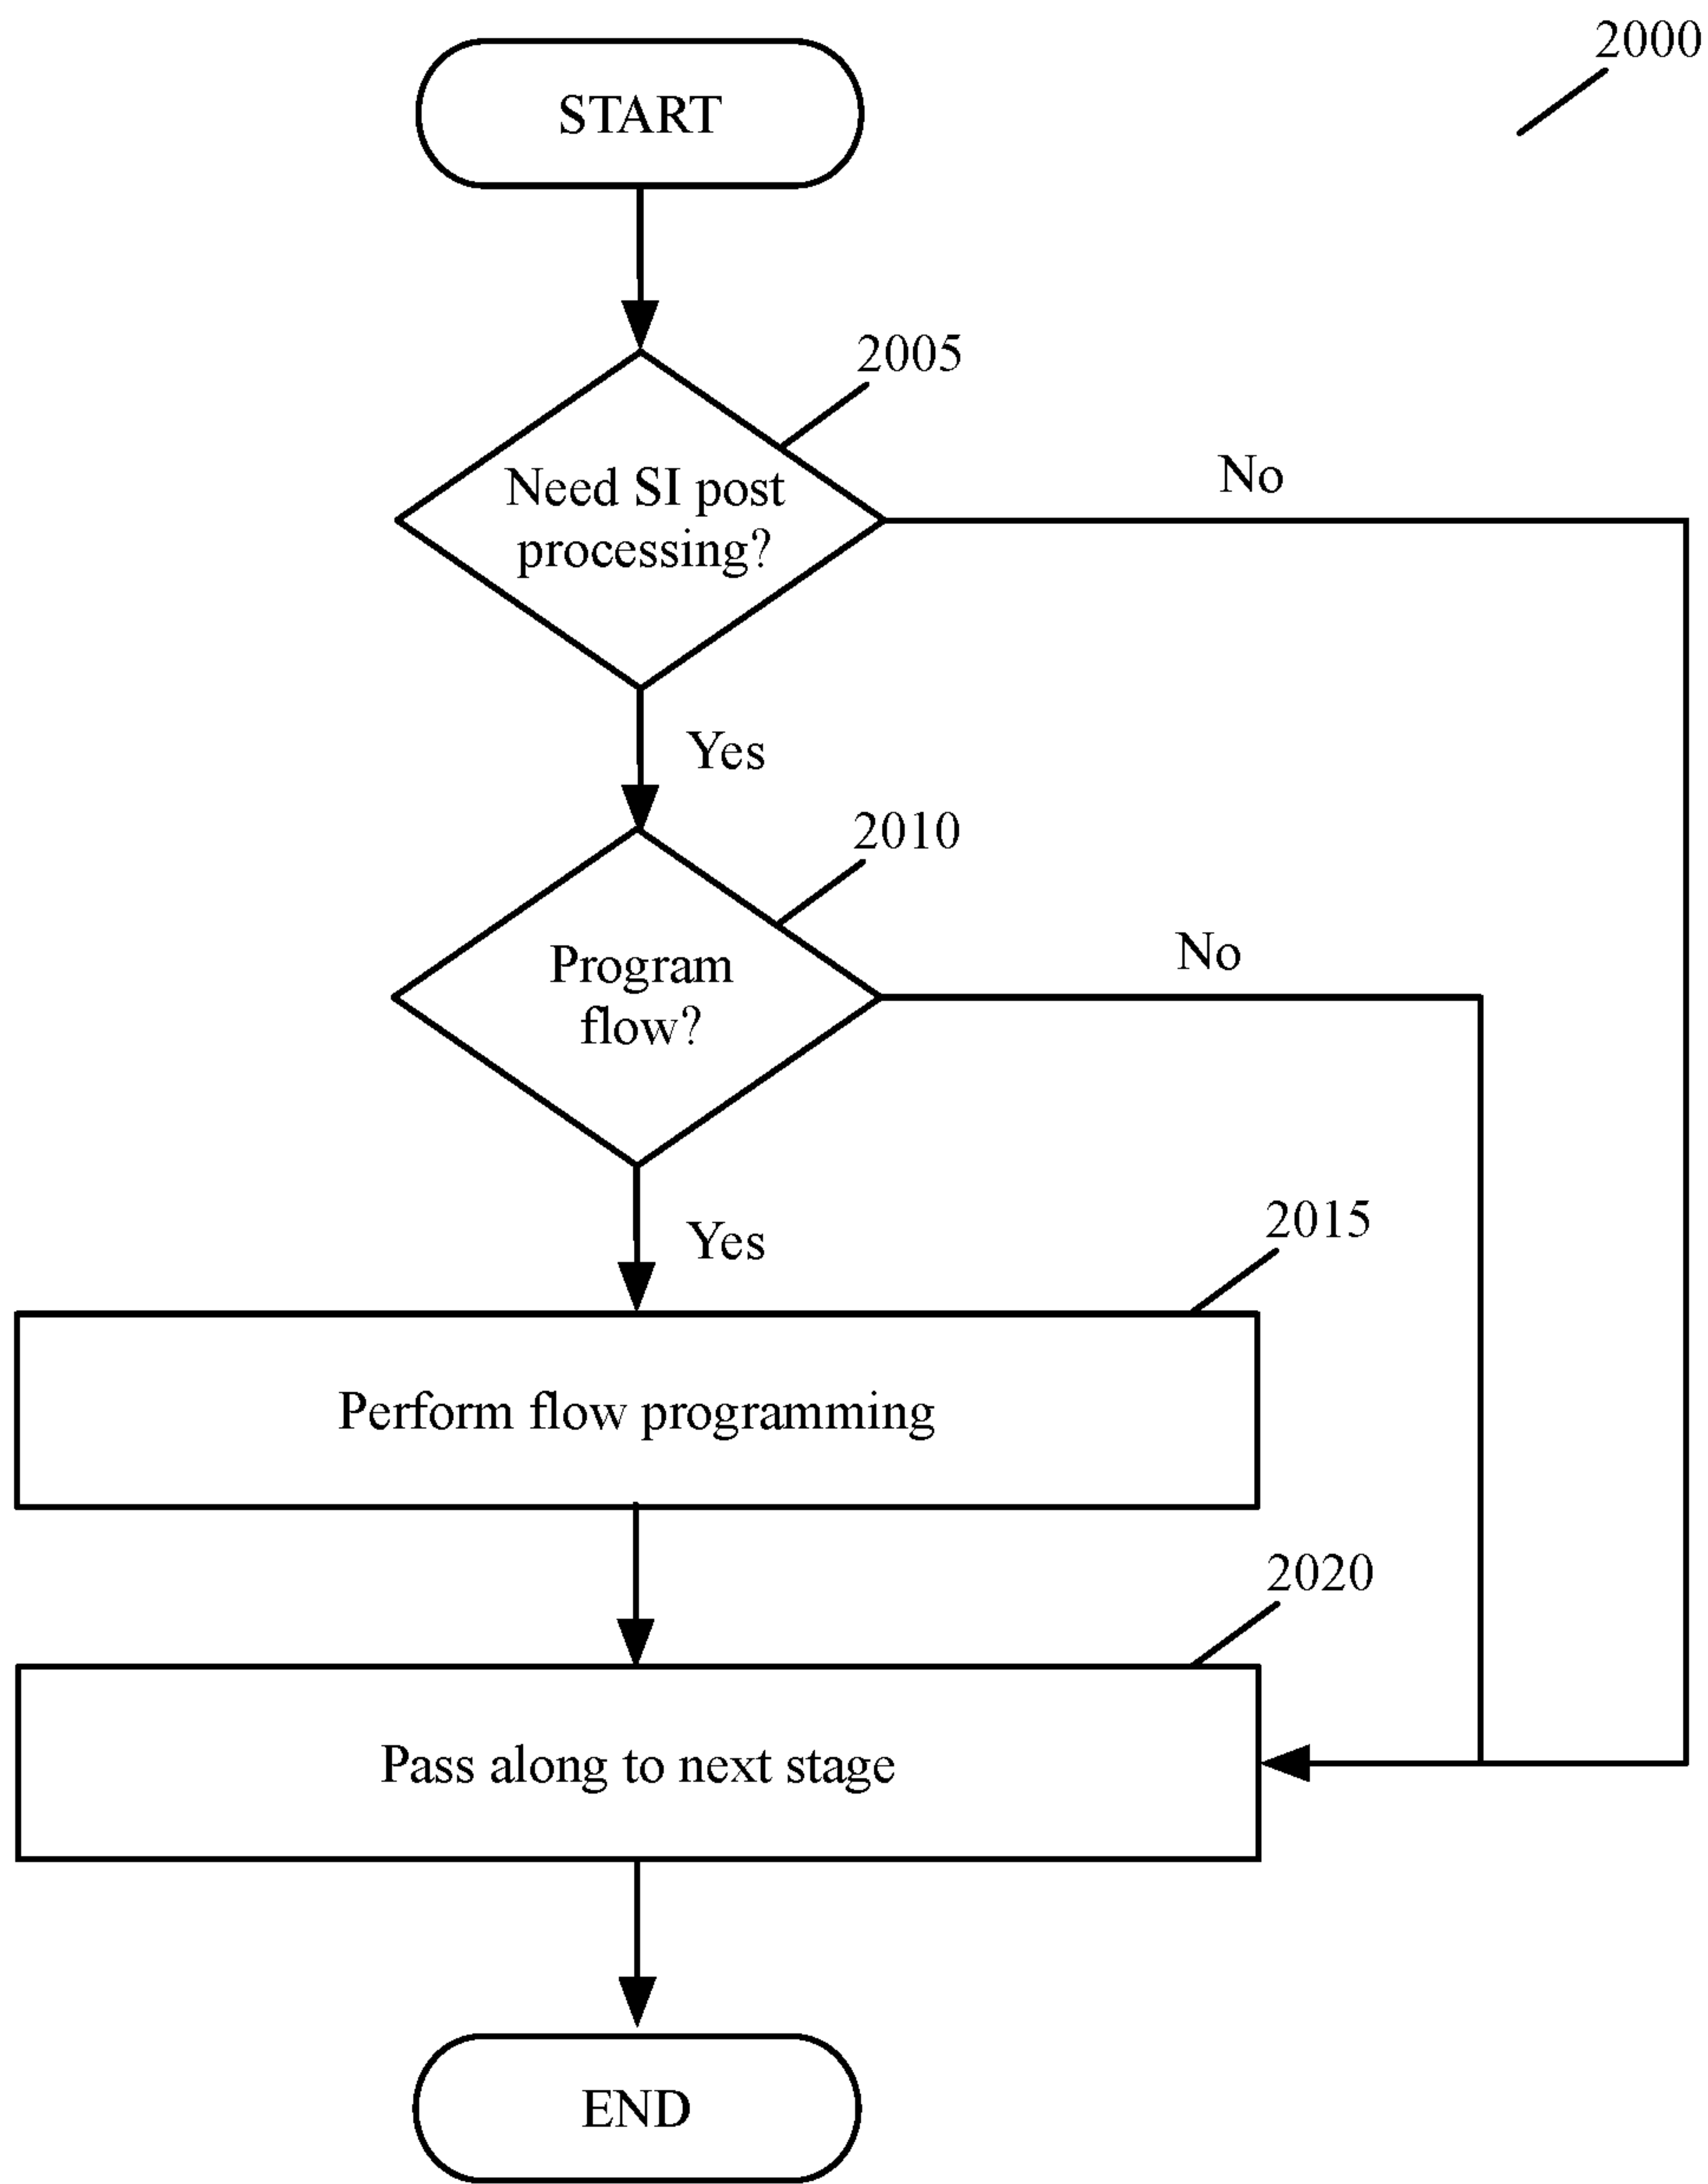 2000
START
2005
Need SI post
processing?
No
Yes
2010
Program
flow?
No
Yes
2015
Perform flow programming
2020
Pass along to next stage
END